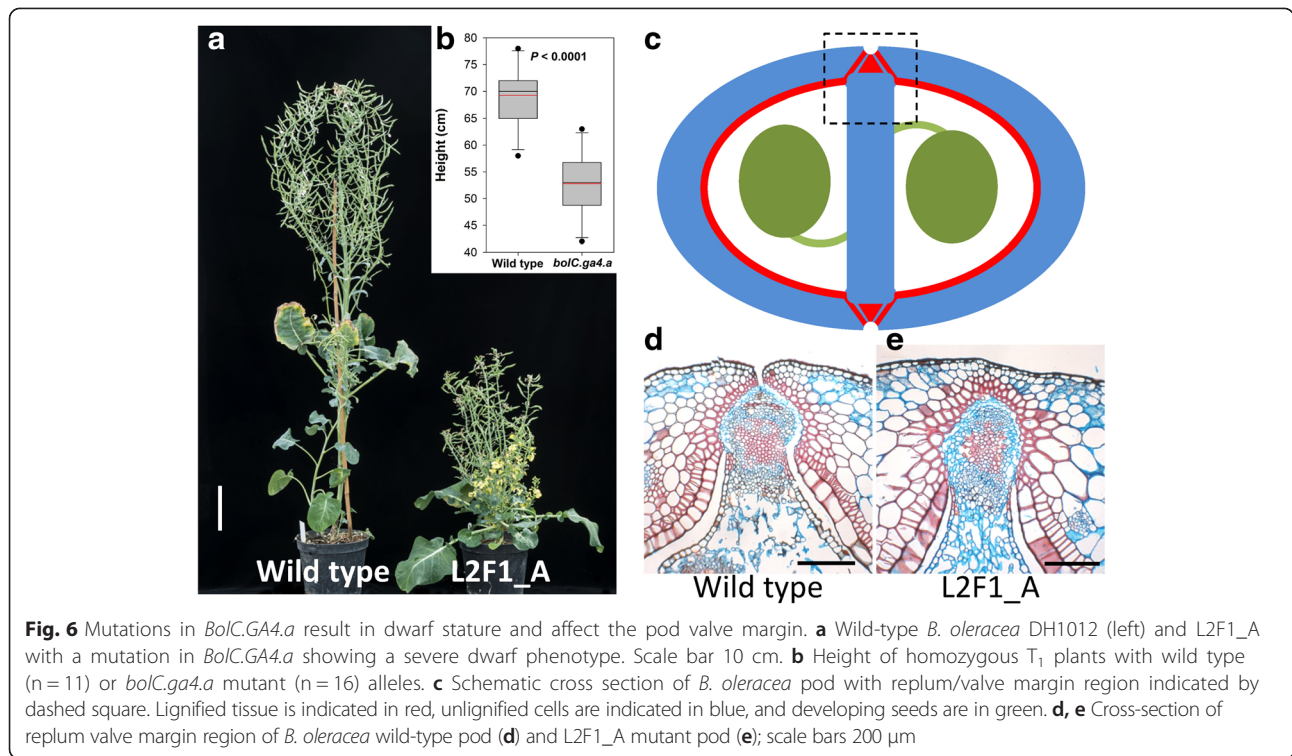 a
b
P < 0.0001
Height (cm)
80
75
70
65
60
55
50
45
40
Wild type bolC.ga4.a
Wild type L2F1_A
c
d
e
Wild type L2F1_A
Fig. 6 Mutations in BolC.GA4.a result in dwarf stature and affect the pod valve margin. a Wild-type B. oleracea DH1012 (left) and L2F1_A
with a mutation in BolC.GA4.a showing a severe dwarf phenotype. Scale bar 10 cm. b Height of homozygous T₁ plants with wild type
(n = 11) or bolC.ga4.a mutant (n = 16) alleles. c Schematic cross section of B. oleracea pod with replum/valve margin region indicated by
dashed square. Lignified tissue is indicated in red, unlignified cells are indicated in blue, and developing seeds are in green. d, e Cross-section of
replum valve margin region of B. oleracea wild-type pod (d) and L2F1_A mutant pod (e); scale bars 200 μm